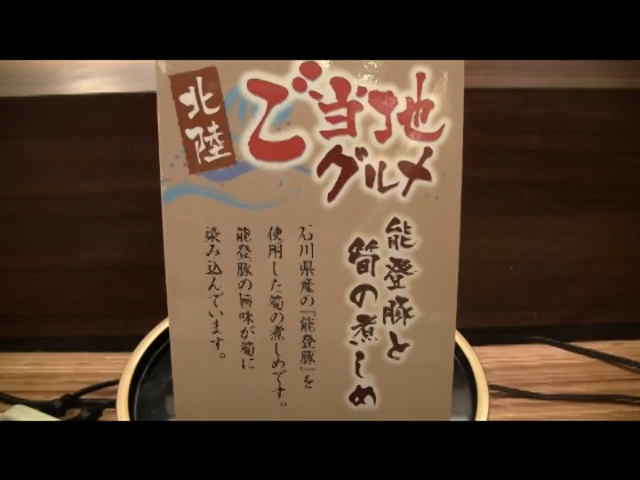 北陸
ご当地
グルメ
能登豚と
筍の煮しめ
石川県産の『能登豚』を
使用した筍の煮しめです。
能登豚の旨味が筍に
染み込んでいます。